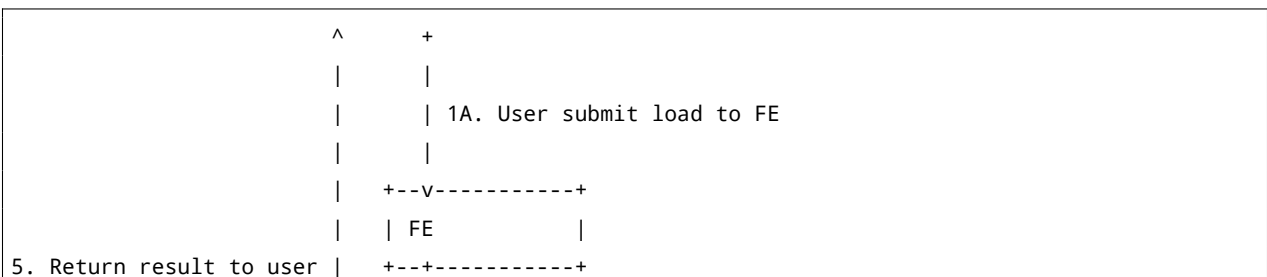 ^      +
                         |      |
                         |      | 1A. User submit load to FE
                         |      |
                         |   +--v-----------+
                         |   | FE           |
5. Return result to user |   +--+-----------+